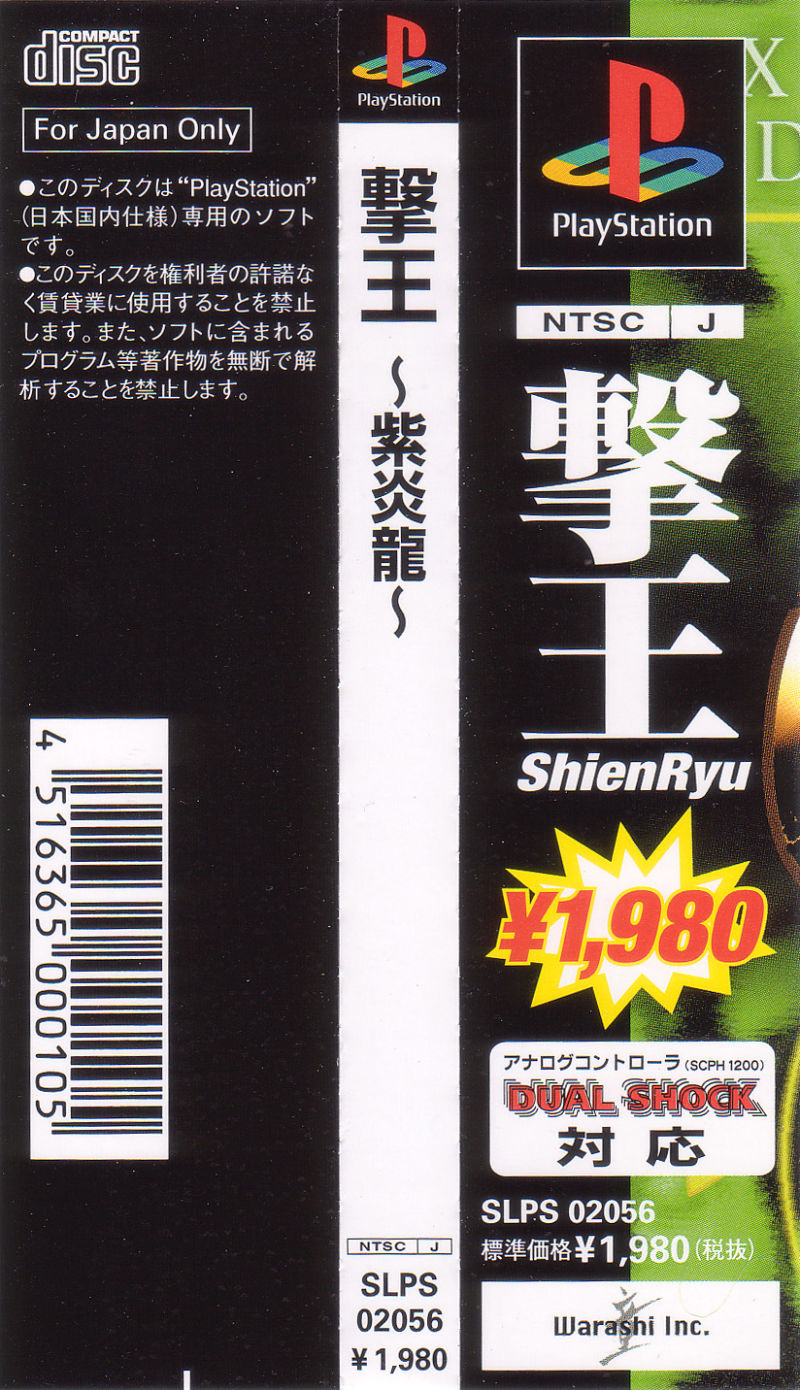 COMPACT
disc
For Japan Only
●このディスクは“PlayStation”
(日本国内仕様)専用のソフト
です。
●このディスクを権利者の許諾な
く賃貸業に使用することを禁止
します。また、ソフトに含まれる
プログラム等著作物を無断で解
析することを禁止します。
4 516365 000105
PlayStation
撃王
～紫炎龍～
NTSC J
SLPS
02056
¥1,980
PlayStation
NTSC J
撃王
ShienRyu
¥1,980
アナログコントローラ(SCPH 1200)
DUAL SHOCK
対応
SLPS 02056
標準価格¥1,980(税抜)
童
Warashi Inc.
X
D